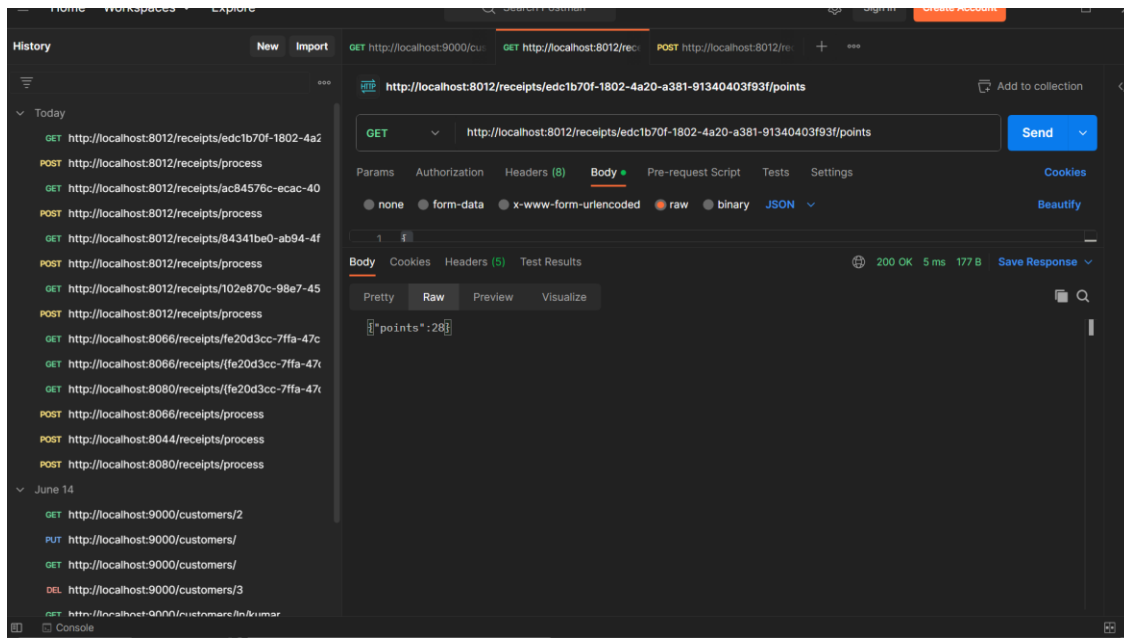 Home Workspaces Explore Search Postman Sign In Create Account
History New Import
GET http://localhost:9000/cus GET http://localhost:8012/rec POST http://localhost:8012/re
http://localhost:8012/receipts/edc1b70f-1802-4a20-a381-91340403f93f/points Add to collection
GET http://localhost:8012/receipts/edc1b70f-1802-4a20-a381-91340403f93f/points Send
Params Authorization Headers (8) Body Pre-request Script Tests Settings Cookies
none form-data x-www-form-urlencoded raw binary JSON Beautify
1 {
Body Cookies Headers (5) Test Results 200 OK 5 ms 177 B Save Response
Pretty Raw Preview Visualize
{"points":28}
Today
GET http://localhost:8012/receipts/edc1b70f-1802-4a2
POST http://localhost:8012/receipts/process
GET http://localhost:8012/receipts/ac84576c-ecac-40
POST http://localhost:8012/receipts/process
GET http://localhost:8012/receipts/84341be0-ab94-4f
POST http://localhost:8012/receipts/process
GET http://localhost:8012/receipts/102e870c-98e7-45
POST http://localhost:8012/receipts/process
GET http://localhost:8066/receipts/fe20d3cc-7ffa-47c
GET http://localhost:8066/receipts/{fe20d3cc-7ffa-47c
GET http://localhost:8080/receipts/{fe20d3cc-7ffa-47c
POST http://localhost:8066/receipts/process
POST http://localhost:8044/receipts/process
POST http://localhost:8080/receipts/process
June 14
GET http://localhost:9000/customers/2
PUT http://localhost:9000/customers/
GET http://localhost:9000/customers/
DEL http://localhost:9000/customers/3
GET http://localhost:9000/customers/ln/kumar
Console